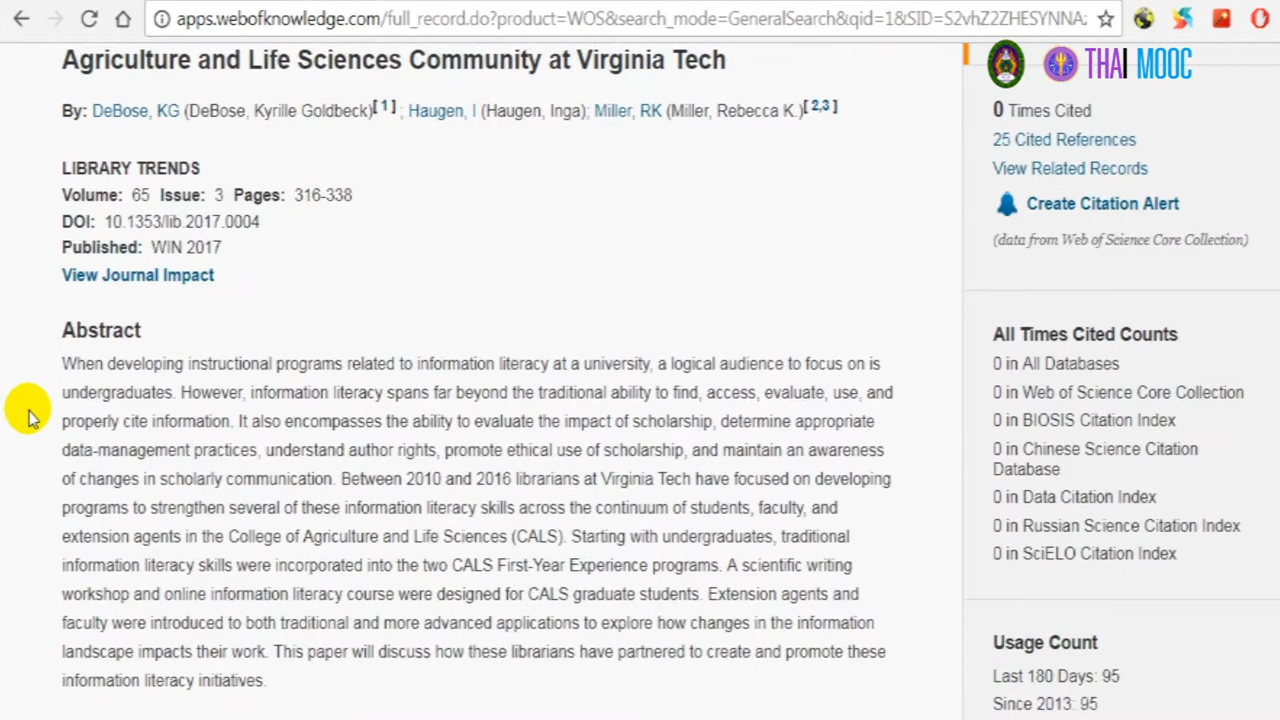 apps.webofknowledge.com/full_record.do?product=WOS&search_mode=GeneralSearch&qid=1&SID=S2vhZ2ZHESYNNA
Agriculture and Life Sciences Community at Virginia Tech
THAI MOOC
By: DeBose, KG (DeBose, Kyrille Goldbeck)[ 1 ] ; Haugen, I (Haugen, Inga); Miller, RK (Miller, Rebecca K.)[ 2,3 ]
LIBRARY TRENDS
Volume: 65 Issue: 3 Pages: 316-338
DOI: 10.1353/lib.2017.0004
Published: WIN 2017
View Journal Impact
Abstract
When developing instructional programs related to information literacy at a university, a logical audience to focus on is
undergraduates. However, information literacy spans far beyond the traditional ability to find, access, evaluate, use, and
properly cite information. It also encompasses the ability to evaluate the impact of scholarship, determine appropriate
data-management practices, understand author rights, promote ethical use of scholarship, and maintain an awareness
of changes in scholarly communication. Between 2010 and 2016 librarians at Virginia Tech have focused on developing
programs to strengthen several of these information literacy skills across the continuum of students, faculty, and
extension agents in the College of Agriculture and Life Sciences (CALS). Starting with undergraduates, traditional
information literacy skills were incorporated into the two CALS First-Year Experience programs. A scientific writing
workshop and online information literacy course were designed for CALS graduate students. Extension agents and
faculty were introduced to both traditional and more advanced applications to explore how changes in the information
landscape impacts their work. This paper will discuss how these librarians have partnered to create and promote these
information literacy initiatives.
0 Times Cited
25 Cited References
View Related Records
Create Citation Alert
(data from Web of Science Core Collection)
All Times Cited Counts
0 in All Databases
0 in Web of Science Core Collection
0 in BIOSIS Citation Index
0 in Chinese Science Citation
Database
0 in Data Citation Index
0 in Russian Science Citation Index
0 in SciELO Citation Index
Usage Count
Last 180 Days: 95
Since 2013: 95